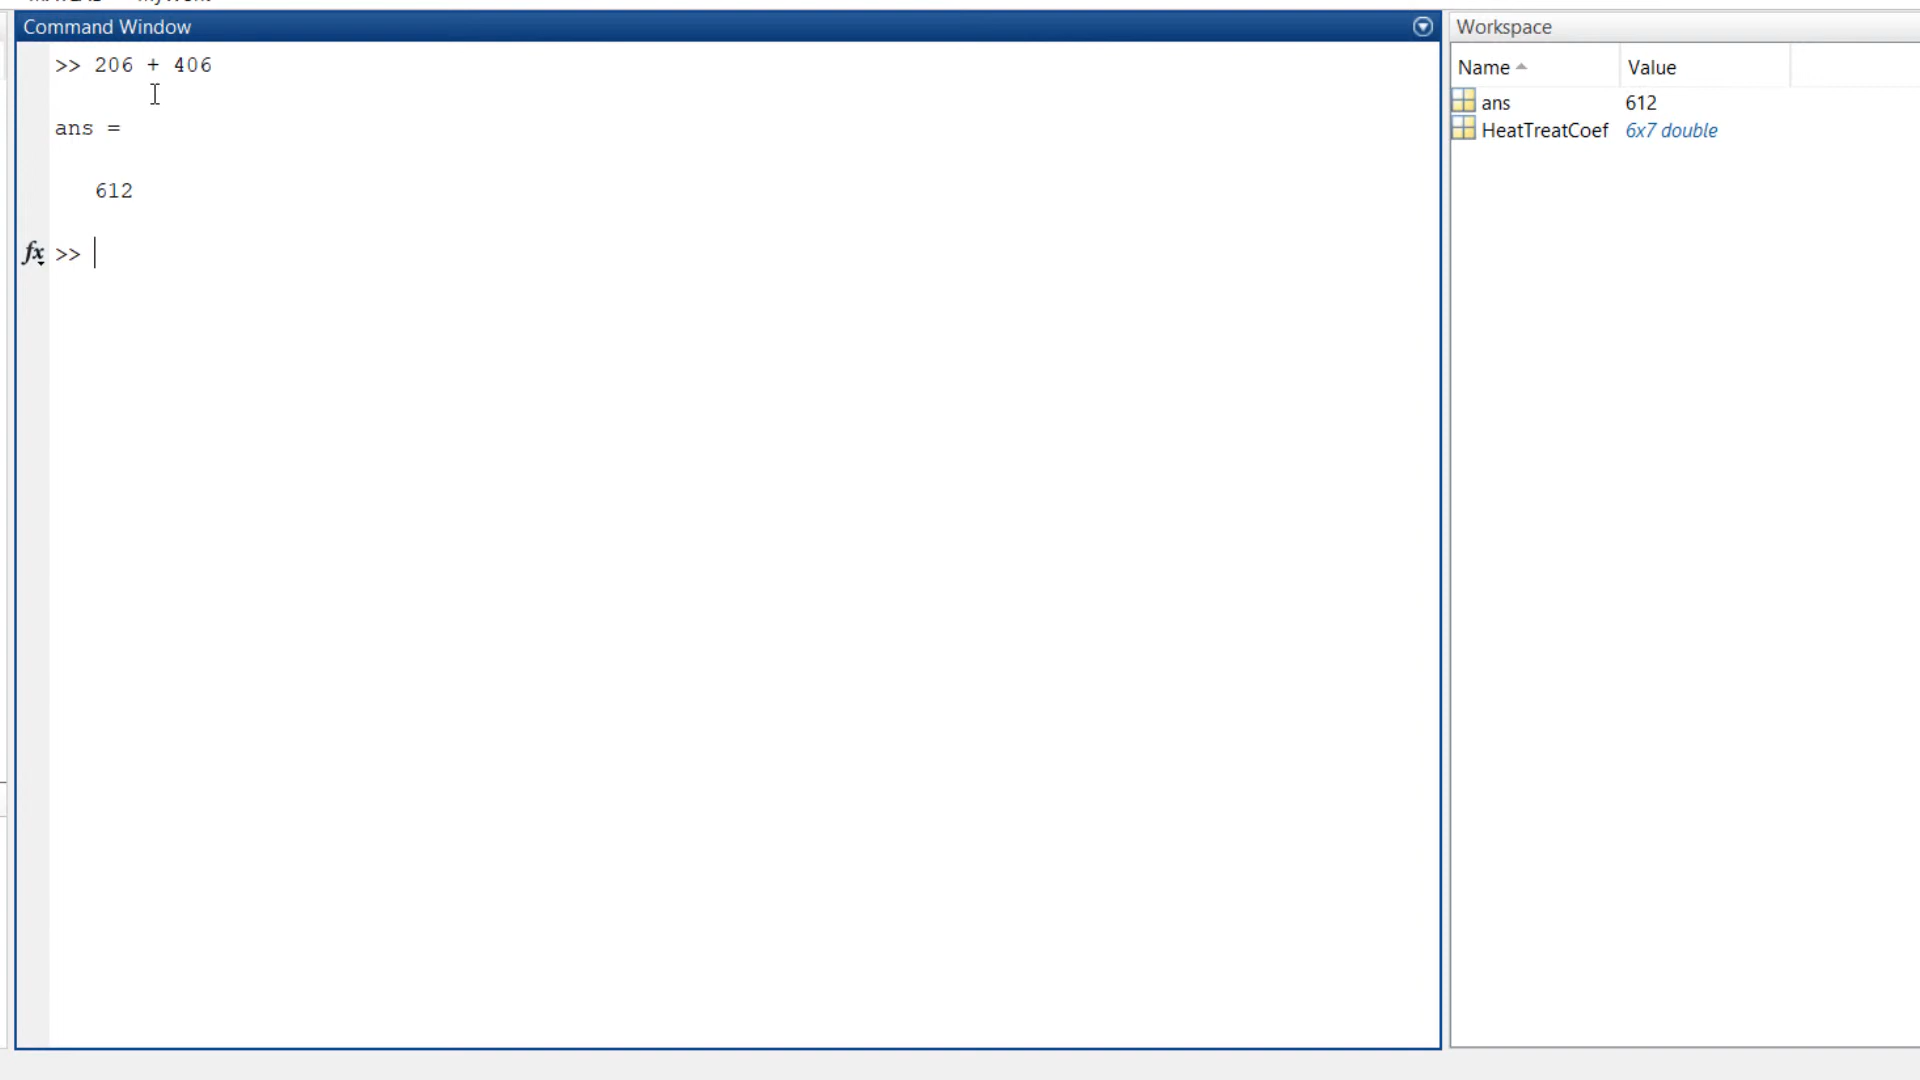 Command Window
>> 206 + 406
ans =
612
fx >>
Workspace
Name Value
ans 612
HeatTreatCoef 6x7 double